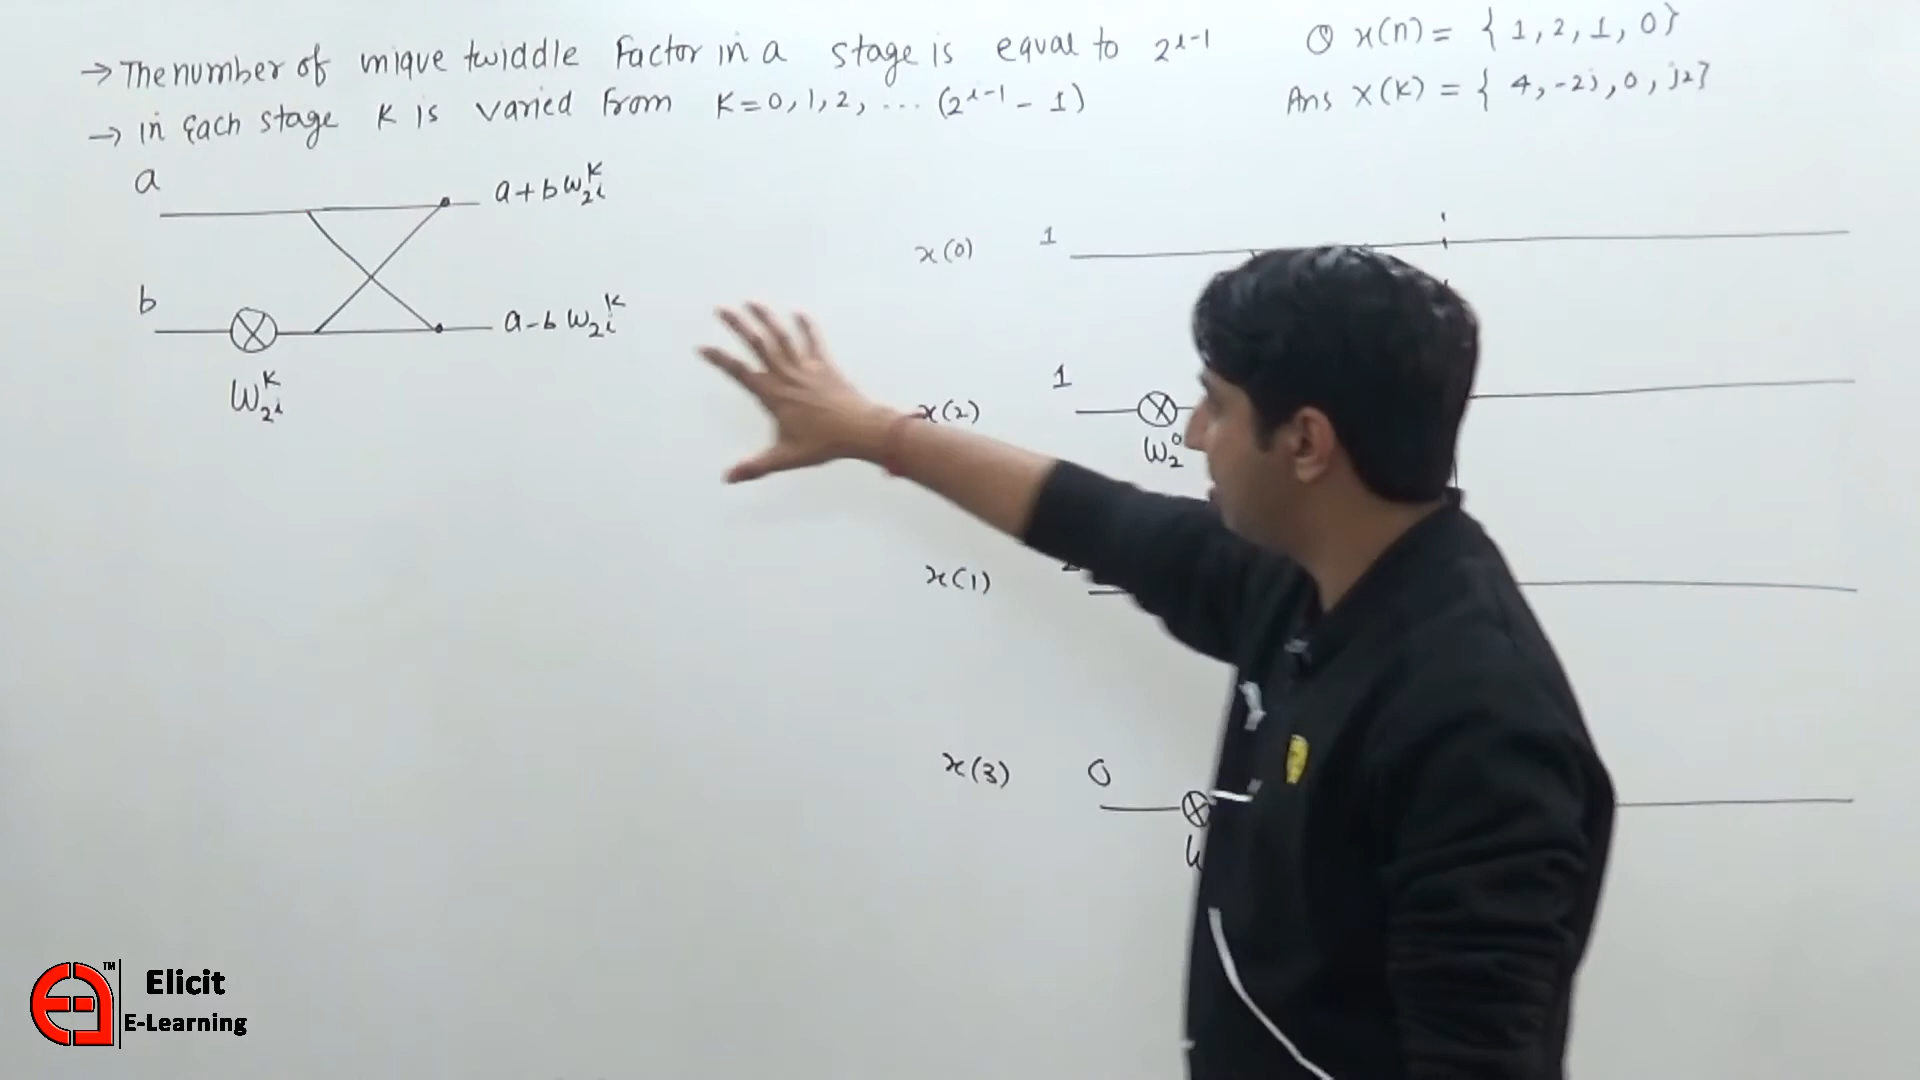 → The number of unique twiddle Factor in a stage is equal to 2^{i-1}
→ in Each stage K is varied from K=0,1,2, ... (2^{i-1} - 1)
Q x(n) = { 1, 2, 1, 0}
Ans X(K) = { 4, -2j, 0, j2}
a
a+bW_{2^i}^K
b
a-bW_{2^i}^K
W_{2^i}^K
x(0) 1
x(2) 1
W_2^0
x(1)
x(3) 0
TM
Elicit
E-Learning